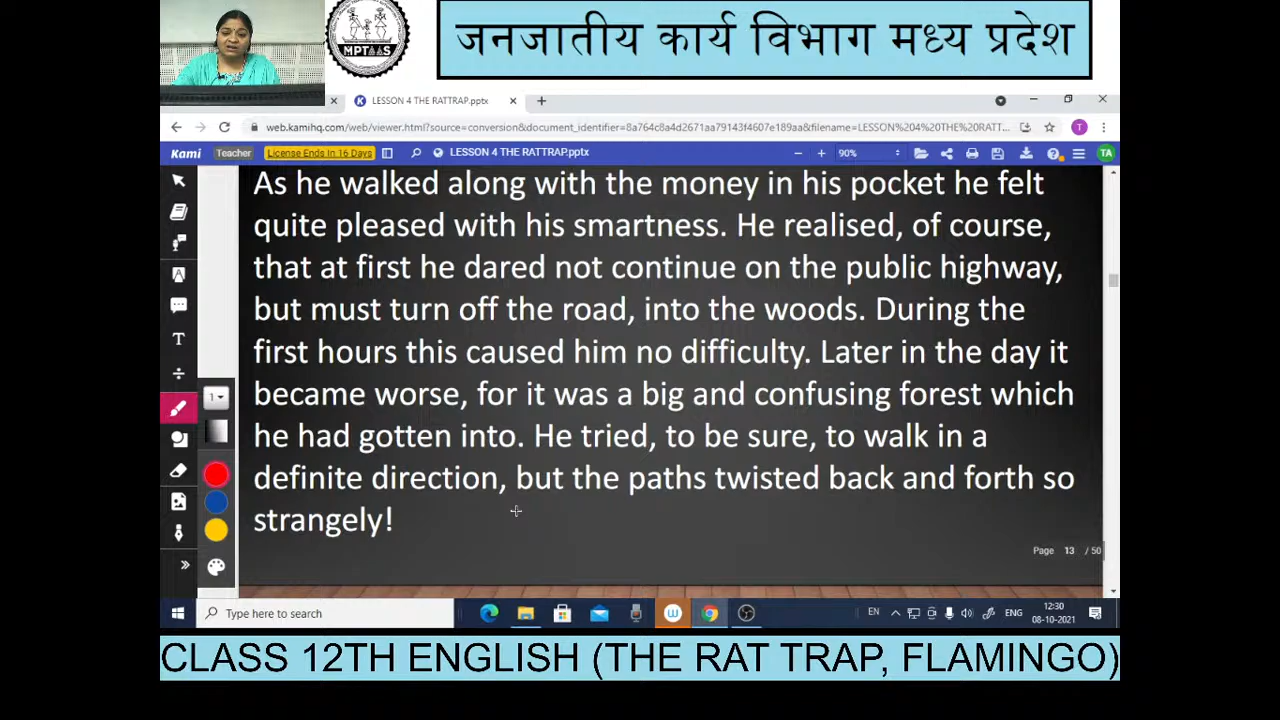 MPTAAS
जनजातीय कार्य विभाग मध्य प्रदेश
LESSON 4 THE RATTRAP.pptx
web.kamihq.com/web/viewer.html?source=conversion&document_identifier=8a764c8a4d2671aa79143f4607e189aa&filename=LESSON%204%20THE%20RATT...
T
Kami Teacher License Ends In 16 Days LESSON 4 THE RATTRAP.pptx 90% TA
As he walked along with the money in his pocket he felt
quite pleased with his smartness. He realised, of course,
that at first he dared not continue on the public highway,
but must turn off the road, into the woods. During the
first hours this caused him no difficulty. Later in the day it
became worse, for it was a big and confusing forest which
he had gotten into. He tried, to be sure, to walk in a
definite direction, but the paths twisted back and forth so
strangely!
1
Page 13 / 50
Type here to search
EN ENG 12:30
08-10-2021
CLASS 12TH ENGLISH (THE RAT TRAP, FLAMINGO)